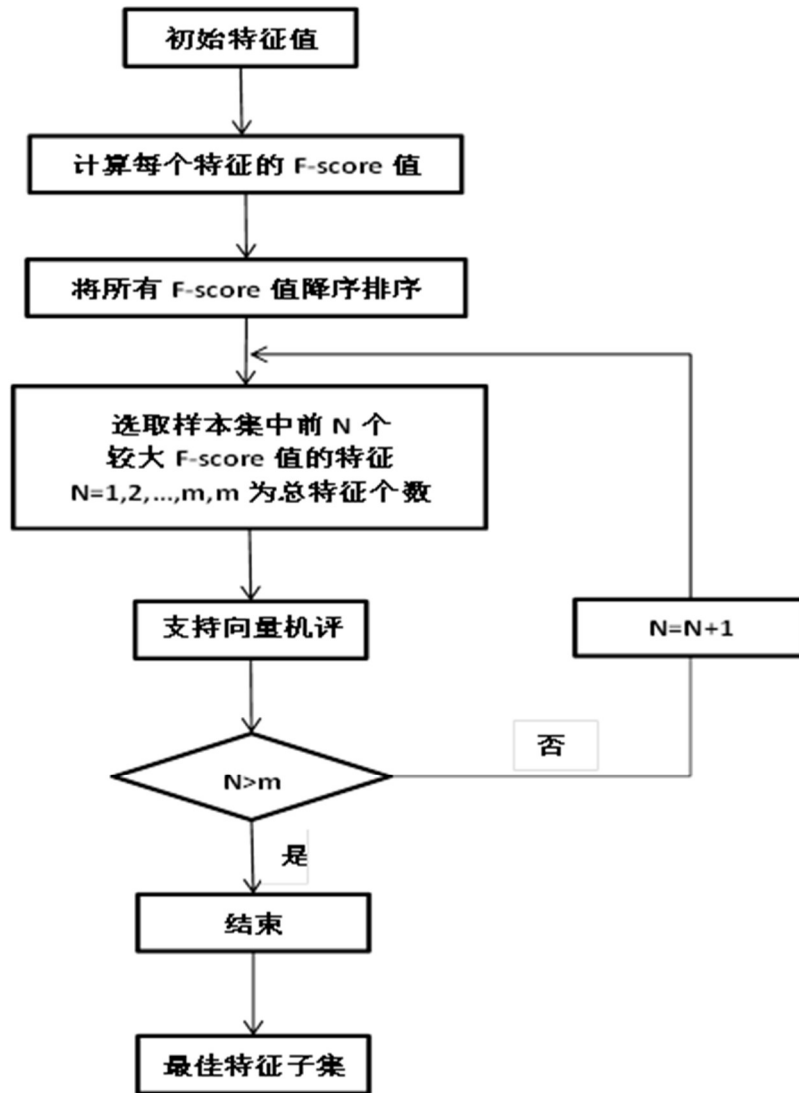 初始特征值
计算每个特征的 F-score 值
将所有 F-score 值降序排序
选取样本集中前 N 个
较大 F-score 值的特征
N=1,2,...,m,m 为总特征个数
支持向量机评
N=N+1
N>m
否
是
结束
最佳特征子集